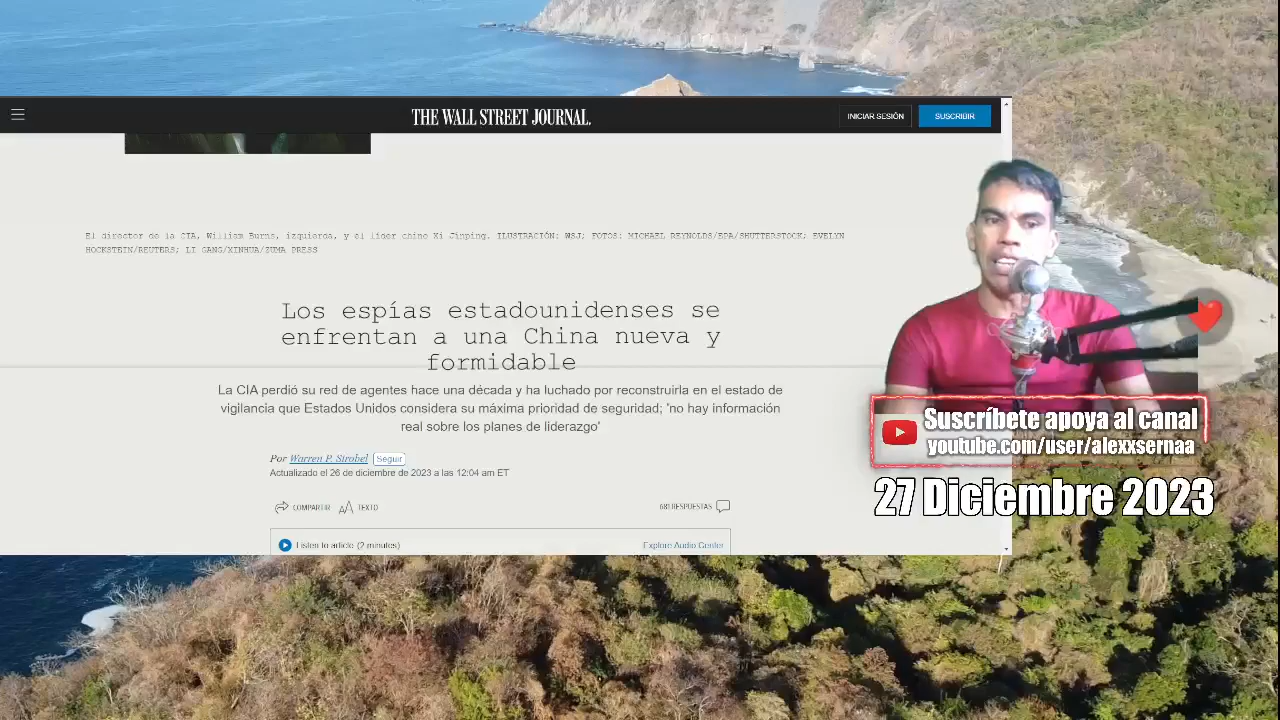 THE WALL STREET JOURNAL.
INICIAR SESIÓN
SUSCRIBIR
El director de la CIA, William Burns, izquierda, y el líder chino Xi Jinping. ILUSTRACIÓN: WSJ; FOTOS: MICHAEL REYNOLDS/EPA/SHUTTERSTOCK; EVELYN
HOCKSTEIN/REUTERS; LI GANG/XINHUA/ZUMA PRESS
Los espías estadounidenses se
enfrentan a una China nueva y
formidable
La CIA perdió su red de agentes hace una década y ha luchado por reconstruirla en el estado de
vigilancia que Estados Unidos considera su máxima prioridad de seguridad; 'no hay información
real sobre los planes de liderazgo'
Por Warren P. Strobel Seguir
Actualizado el 26 de diciembre de 2023 a las 12:04 am ET
COMPARTIR
TEXTO
RESPUESTAS
Listen to article (2 minutes)
Explore Audio Center
Suscríbete apoya al canal
youtube.com/user/alexxsernaa
27 Diciembre 2023